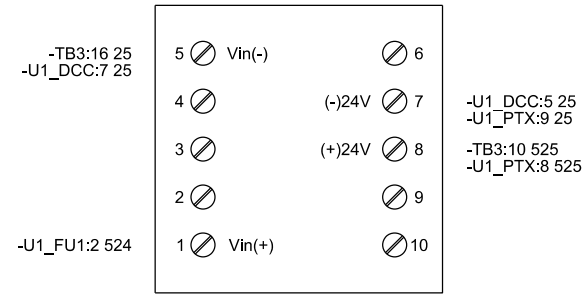 -TB3:16 25
-U1_DCC:7 25
5 Vin(-)
6
4
(-)24V 7
-U1_DCC:5 25
-U1_PTX:9 25
3
(+)24V 8
-TB3:10 525
-U1_PTX:8 525
2
9
-U1_FU1:2 524
1 Vin(+)
10